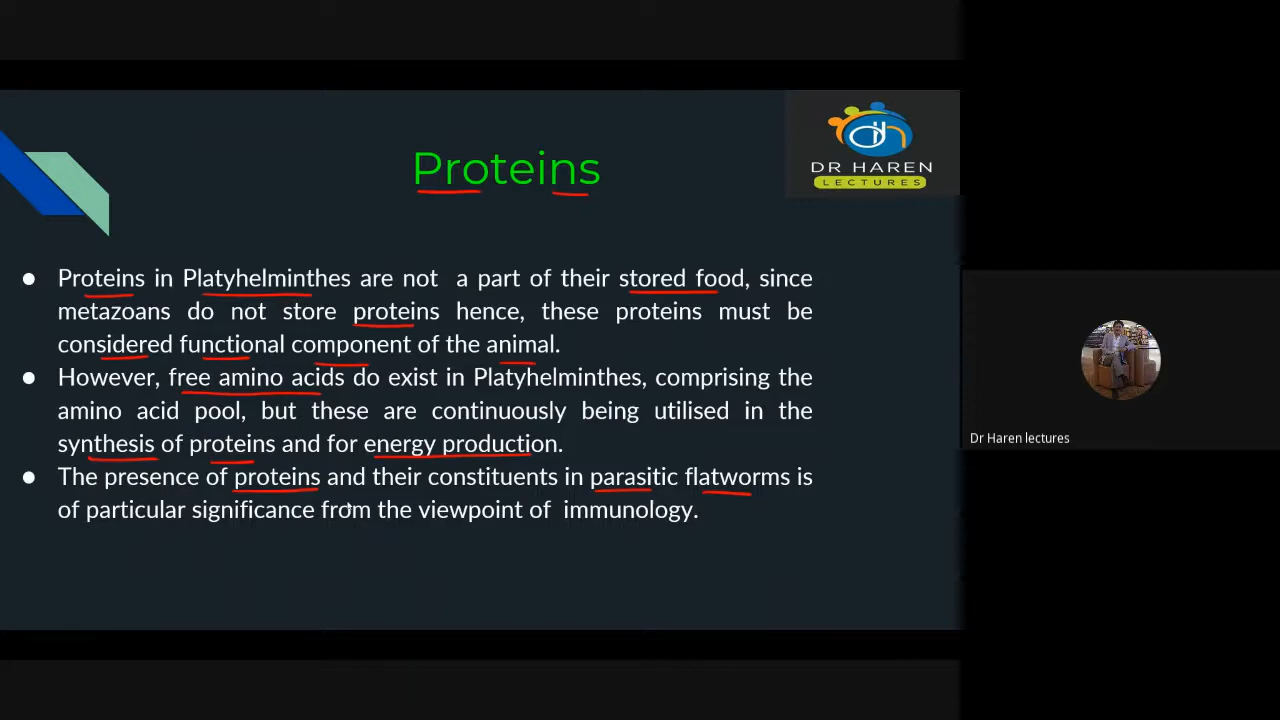 DR HAREN
LECTURES
Proteins
● Proteins in Platyhelminthes are not a part of their stored food, since
metazoans do not store proteins hence, these proteins must be
considered functional component of the animal.
● However, free amino acids do exist in Platyhelminthes, comprising the
amino acid pool, but these are continuously being utilised in the
synthesis of proteins and for energy production.
● The presence of proteins and their constituents in parasitic flatworms is
of particular significance from the viewpoint of immunology.
Dr Haren lectures